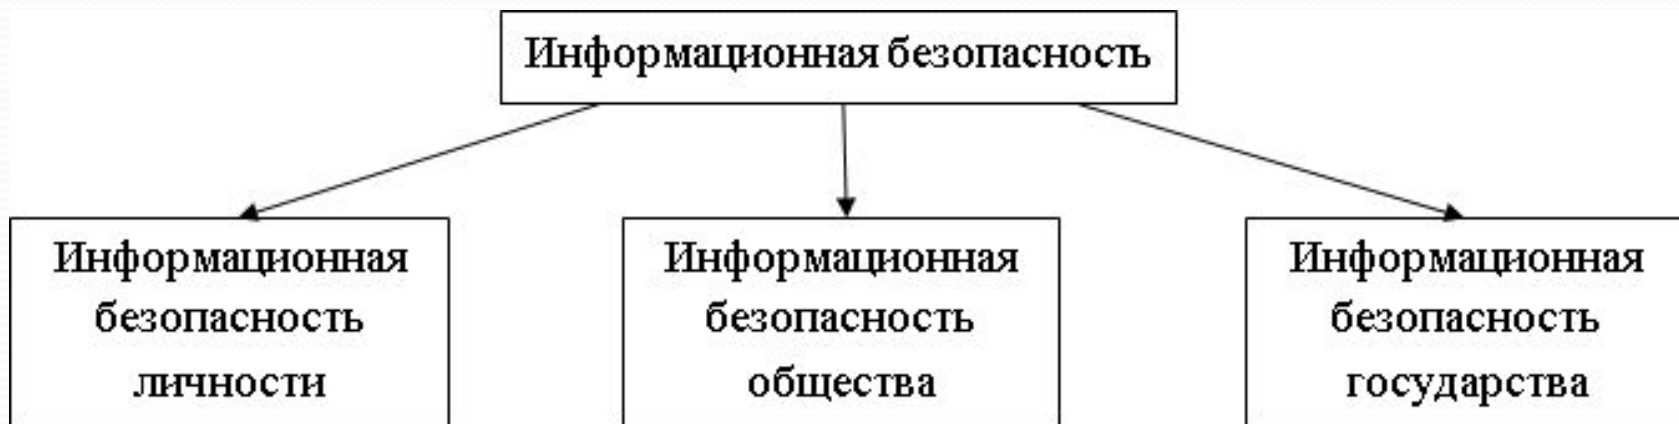 Информационная безопасность
Информационная
безопасность
личности
Информационная
безопасность
общества
Информационная
безопасность
государства